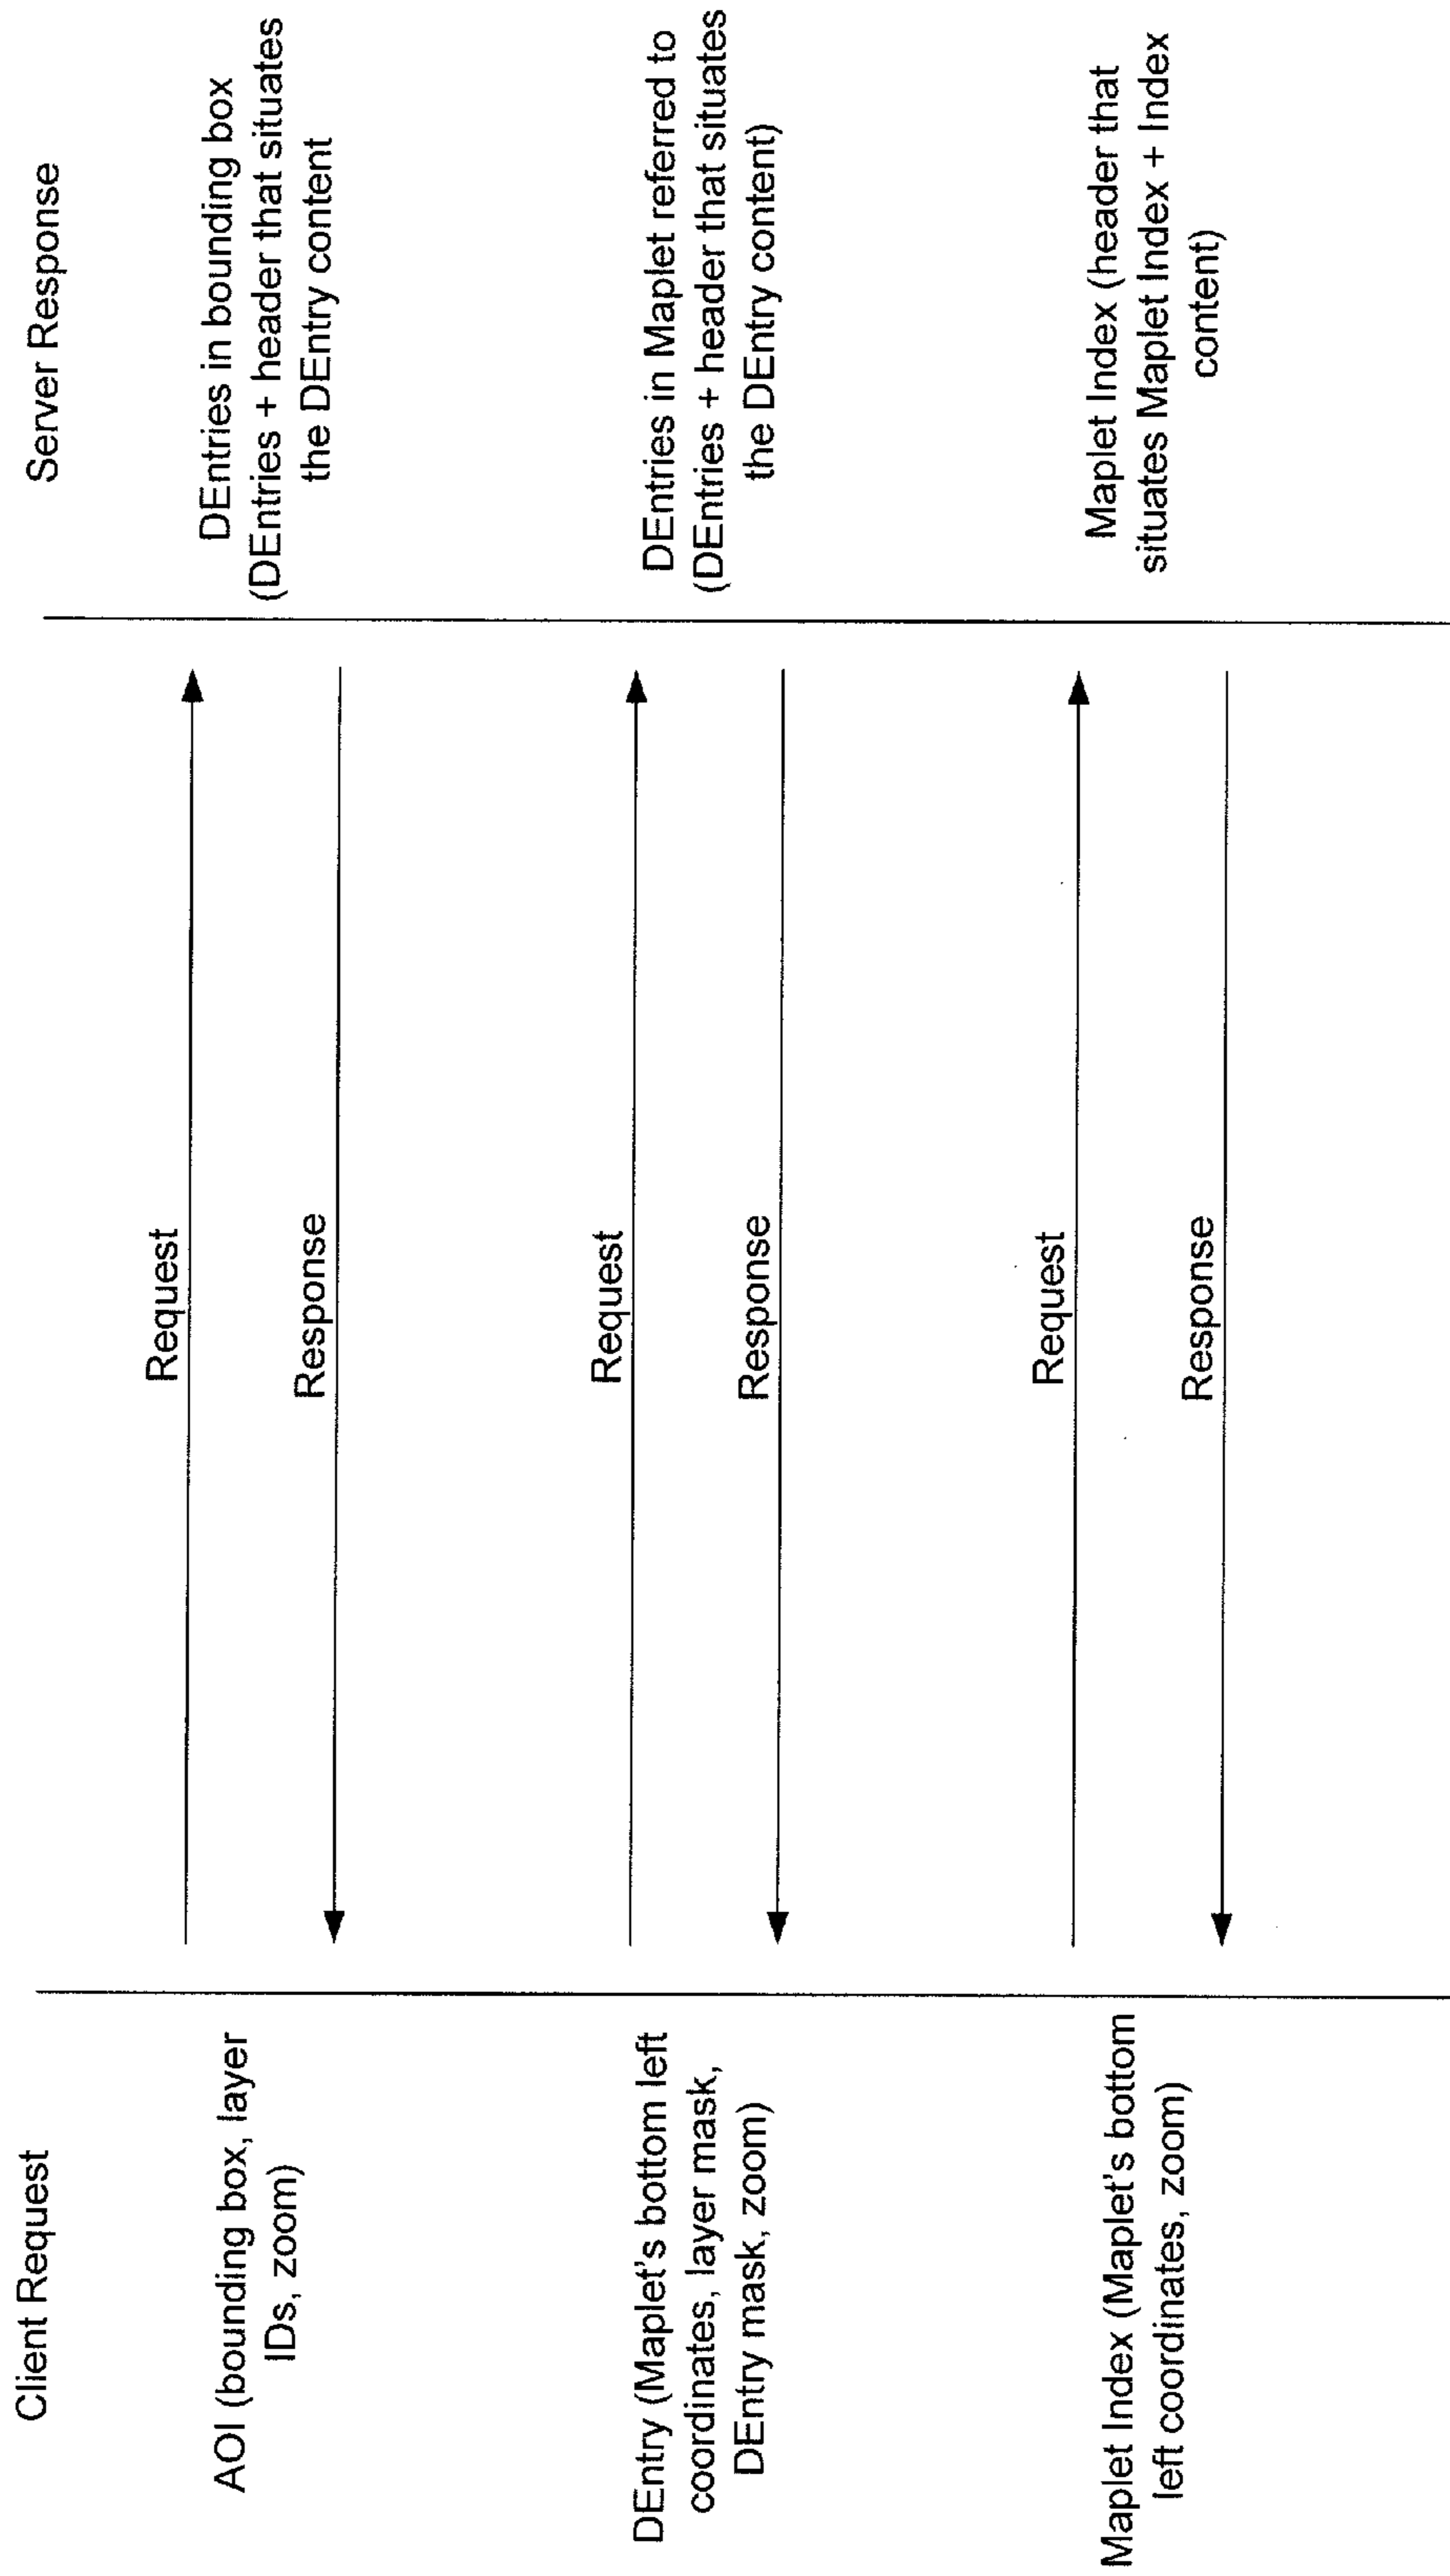 Client Request
Server Response
AOI (bounding box, layer
IDs, zoom)
Request
Response
DEntries in bounding box
(DEntries + header that situates
the DEntry content
DEntry (Maplet's bottom left
coordinates, layer mask,
DEntry mask, zoom)
Request
Response
DEntries in Maplet referred to
(DEntries + header that situates
the DEntry content)
Maplet Index (Maplet's bottom
left coordinates, zoom)
Request
Response
Maplet Index (header that
situates Maplet Index + Index
content)